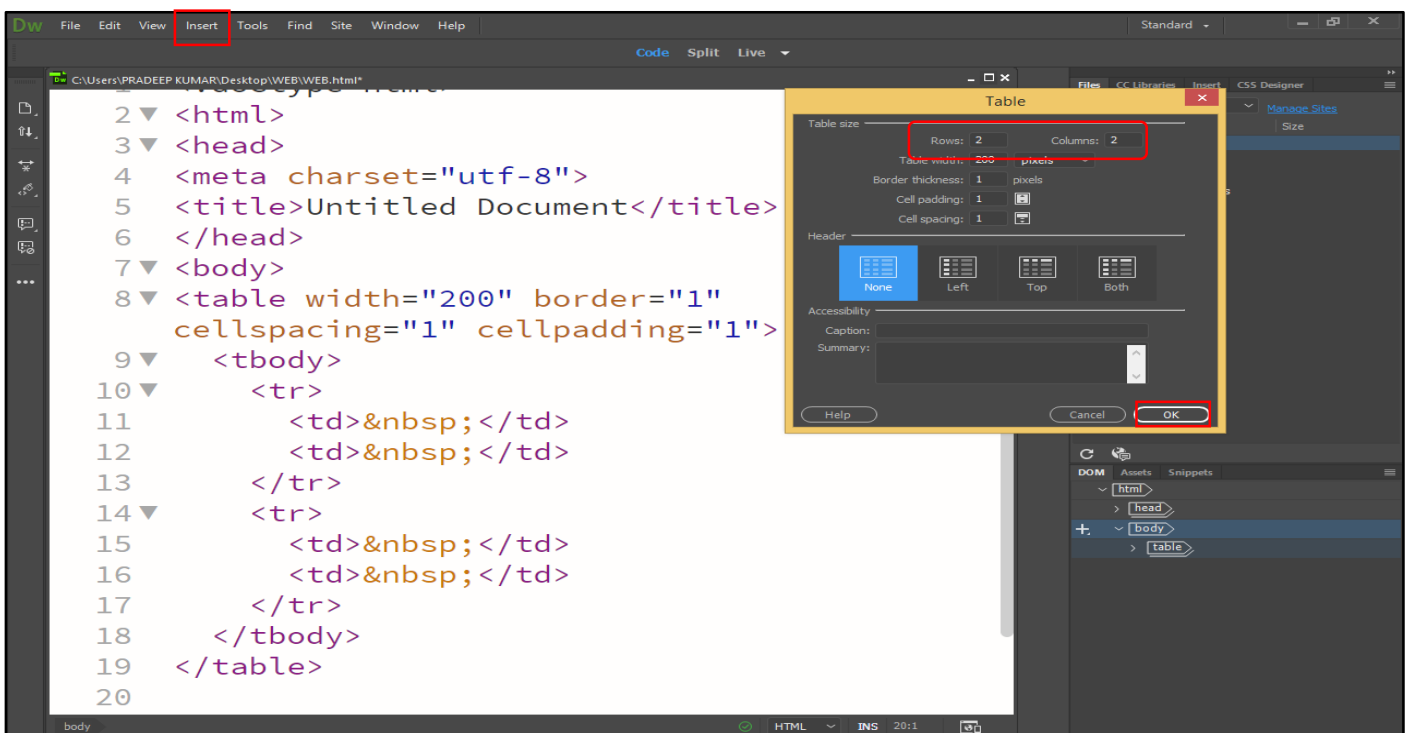 Dw File Edit View Insert Tools Find Site Window Help Standard
Code Split Live
C:\Users\PRADEEP KUMAR\Desktop\WEB\WEB.html*
1 <!doctype html>
2 <html>
3 <head>
4 <meta charset="utf-8">
5 <title>Untitled Document</title>
6 </head>
7 <body>
8 <table width="200" border="1"
cellspacing="1" cellpadding="1">
9 <tbody>
10 <tr>
11 <td>&nbsp;</td>
12 <td>&nbsp;</td>
13 </tr>
14 <tr>
15 <td>&nbsp;</td>
16 <td>&nbsp;</td>
17 </tr>
18 </tbody>
19 </table>
20
body HTML INS 20:1
Table
Table size
Rows: 2 Columns: 2
Table width: 200 pixels
Border thickness: 1 pixels
Cell padding: 1
Cell spacing: 1
Header
None Left Top Both
Accessibility
Caption:
Summary:
Help Cancel OK
Files CC Libraries Insert CSS Designer
Manage Sites
Size
DOM Assets Snippets
html
head
body
table